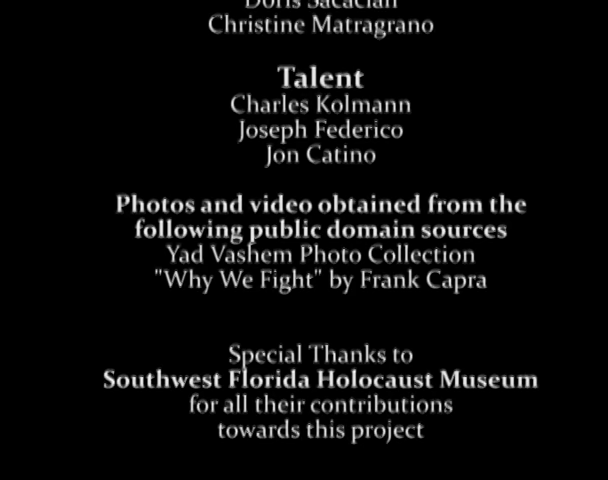 Doris Sacacian
Christine Matragrano
Talent
Charles Kolmann
Joseph Federico
Jon Catino
Photos and video obtained from the
following public domain sources
Yad Vashem Photo Collection
"Why We Fight" by Frank Capra
Special Thanks to
Southwest Florida Holocaust Museum
for all their contributions
towards this project